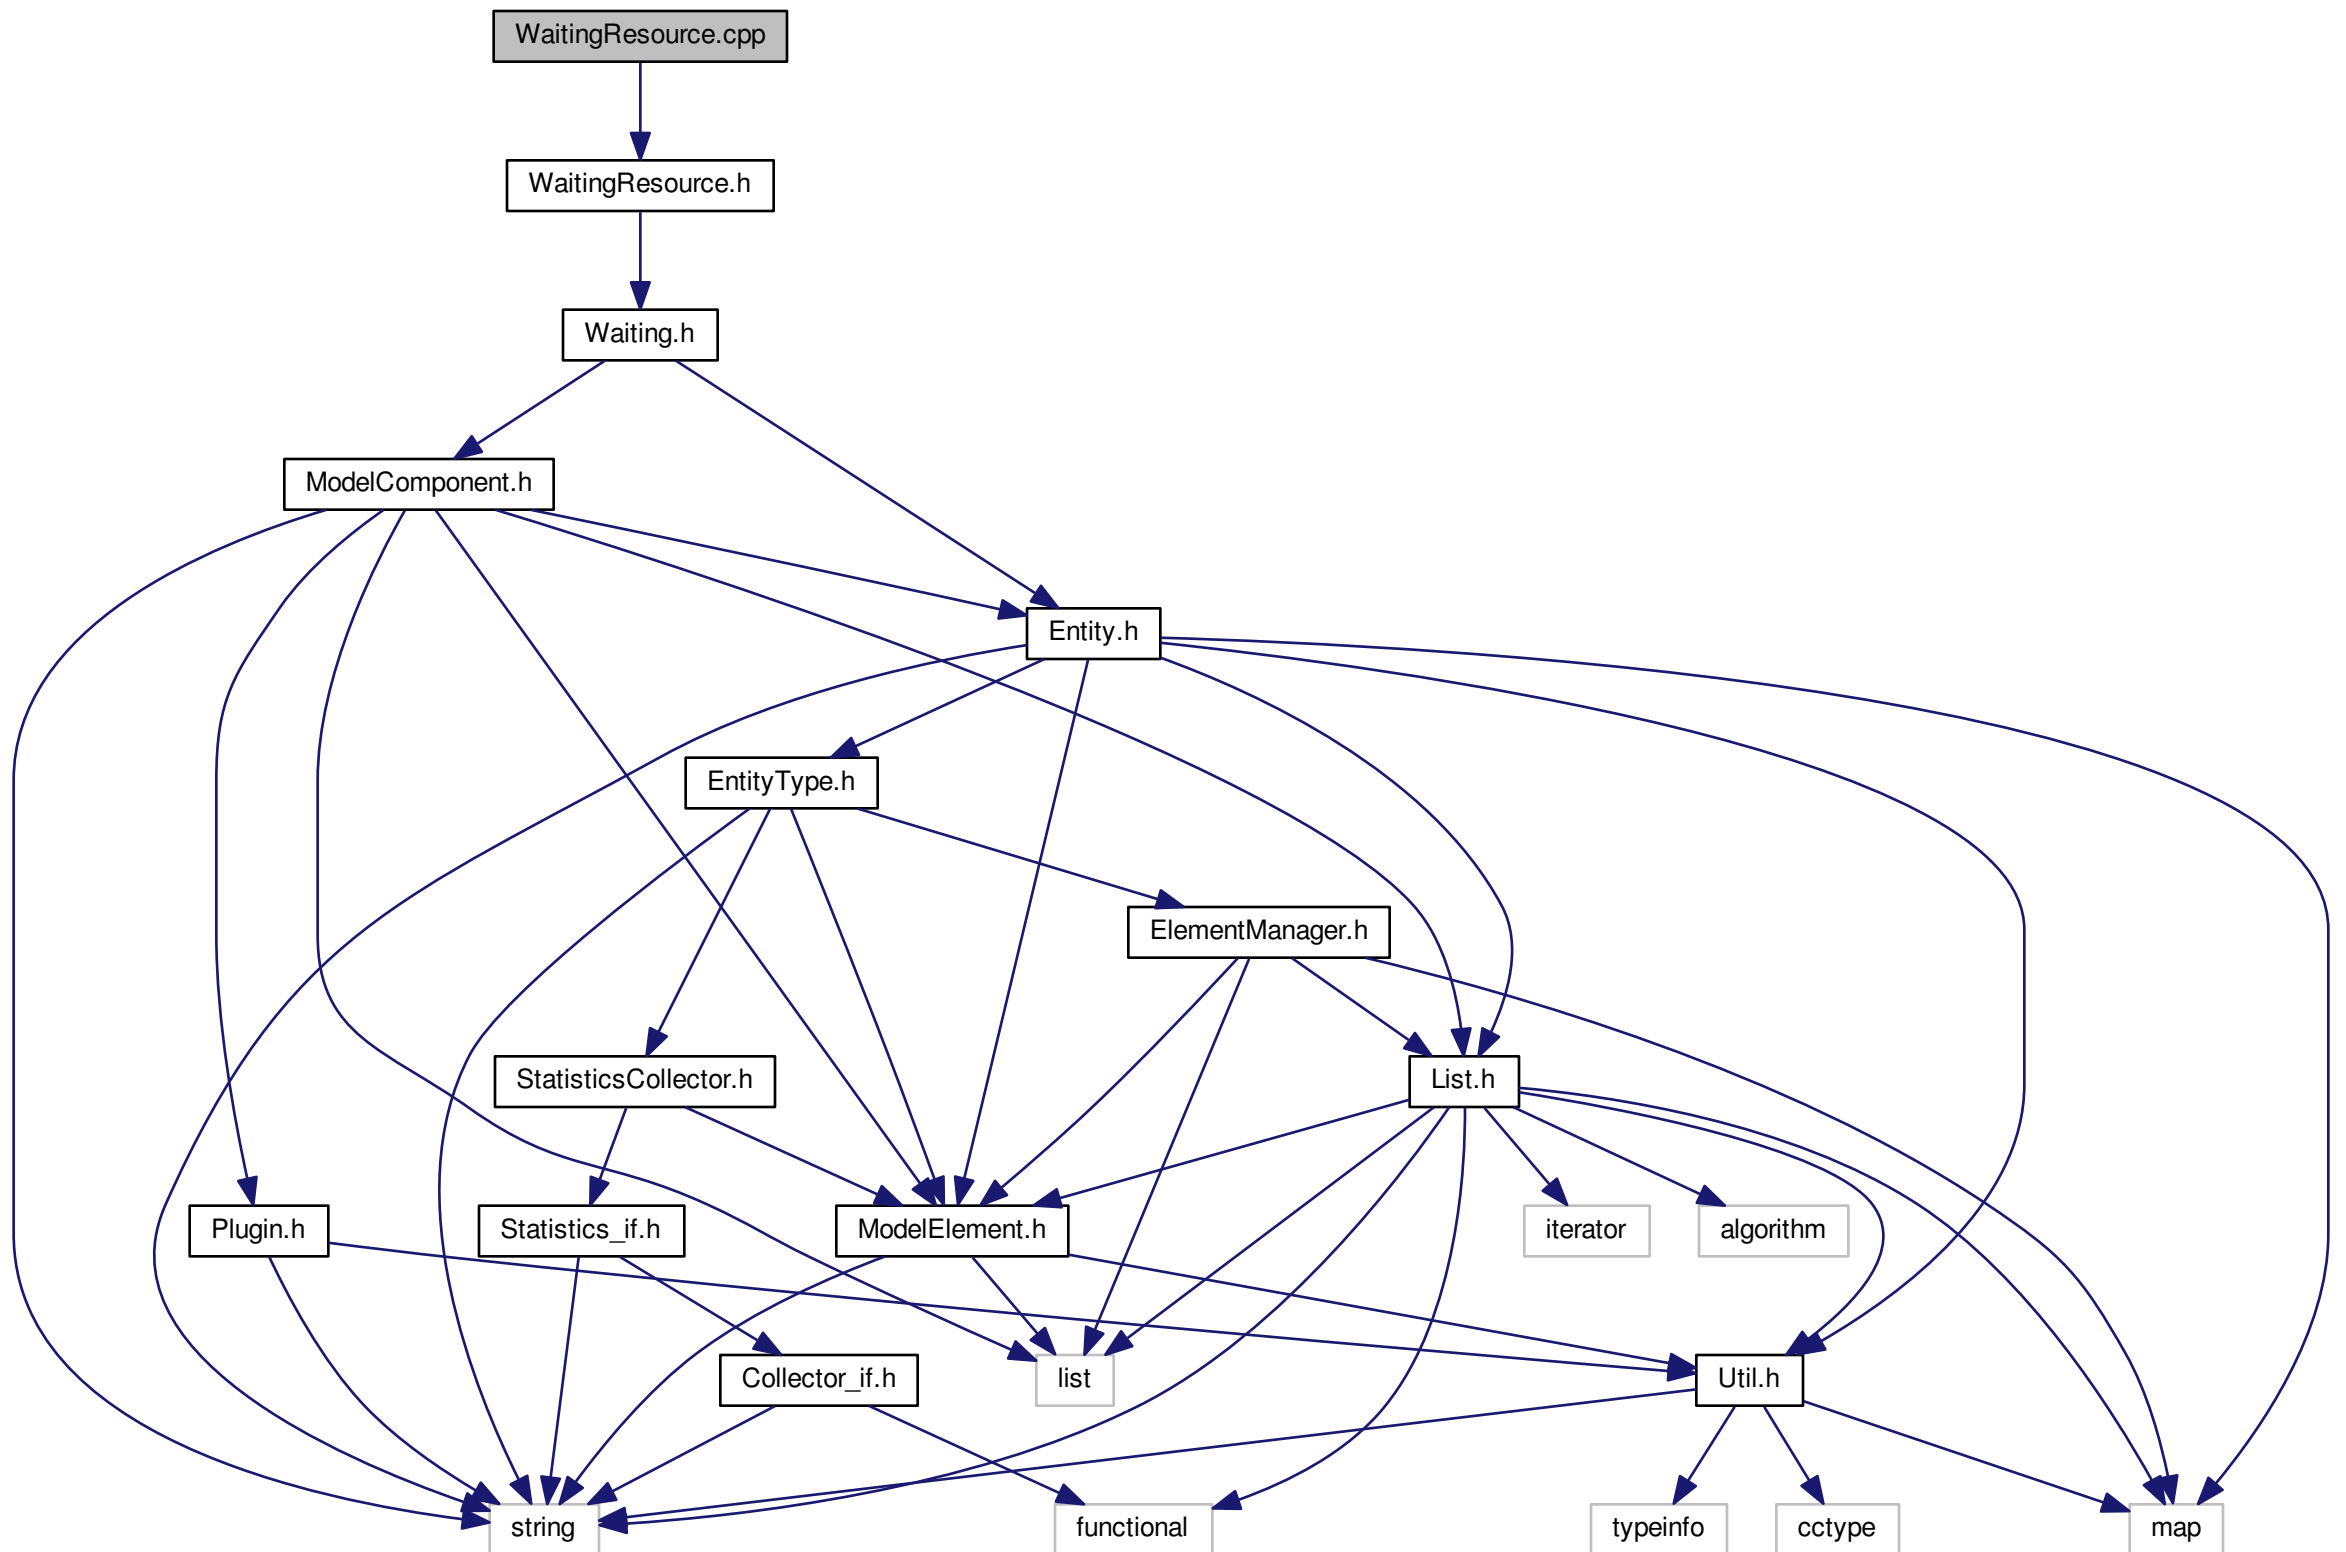 WaitingResource.cpp
WaitingResource.h
Waiting.h
ModelComponent.h
Entity.h
EntityType.h
ElementManager.h
StatisticsCollector.h
List.h
Plugin.h
Statistics_if.h
ModelElement.h
iterator
algorithm
Collector_if.h
list
Util.h
string
functional
typeinfo
cctype
map